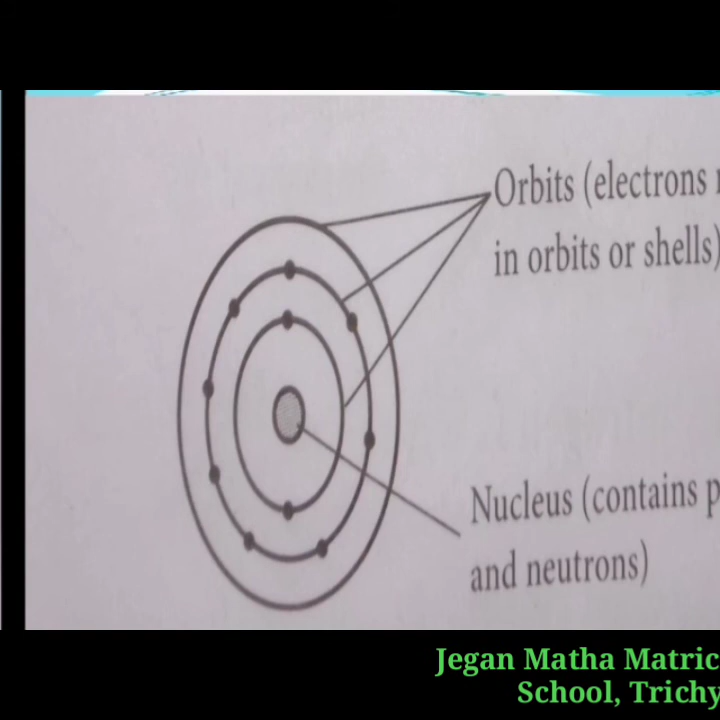 Orbits (electrons
in orbits or shells)
Nucleus (contains
and neutrons)
Jegan Matha Matric
School, Trichy